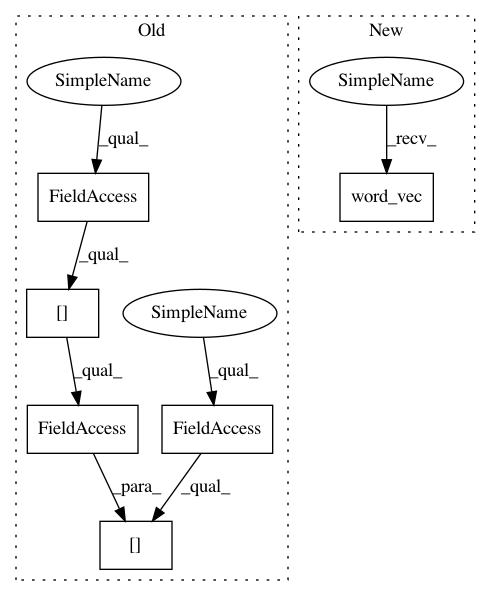 Old
New
SimpleName
SimpleName
_qual_
_recv_
FieldAccess
word_vec
_qual_
[]
SimpleName
_qual_
_qual_
FieldAccess
FieldAccess
_para_
_qual_
[]